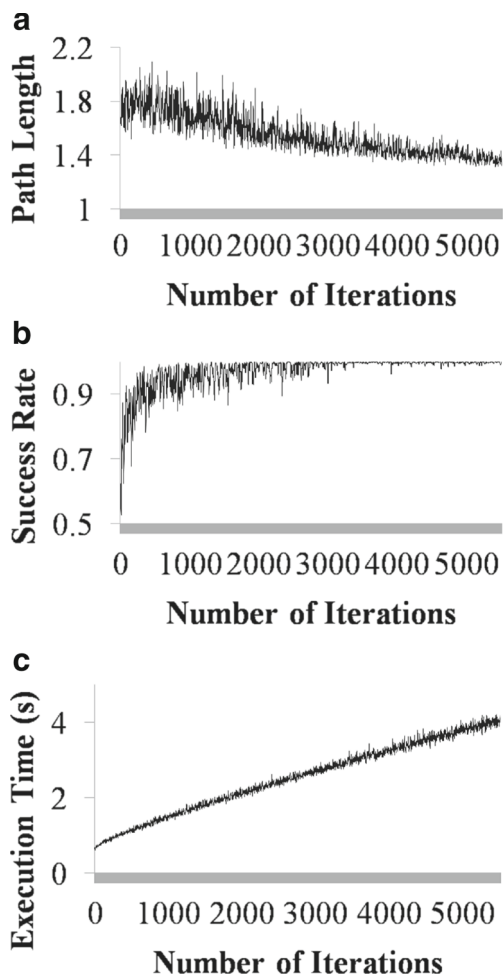 a
Path Length
2.2
1.8
1.4
1
0 1000 2000 3000 4000 5000
Number of Iterations
b
Success Rate
0.9
0.7
0.5
0 1000 2000 3000 4000 5000
Number of Iterations
c
Execution Time (s)
4
2
0
0 1000 2000 3000 4000 5000
Number of Iterations